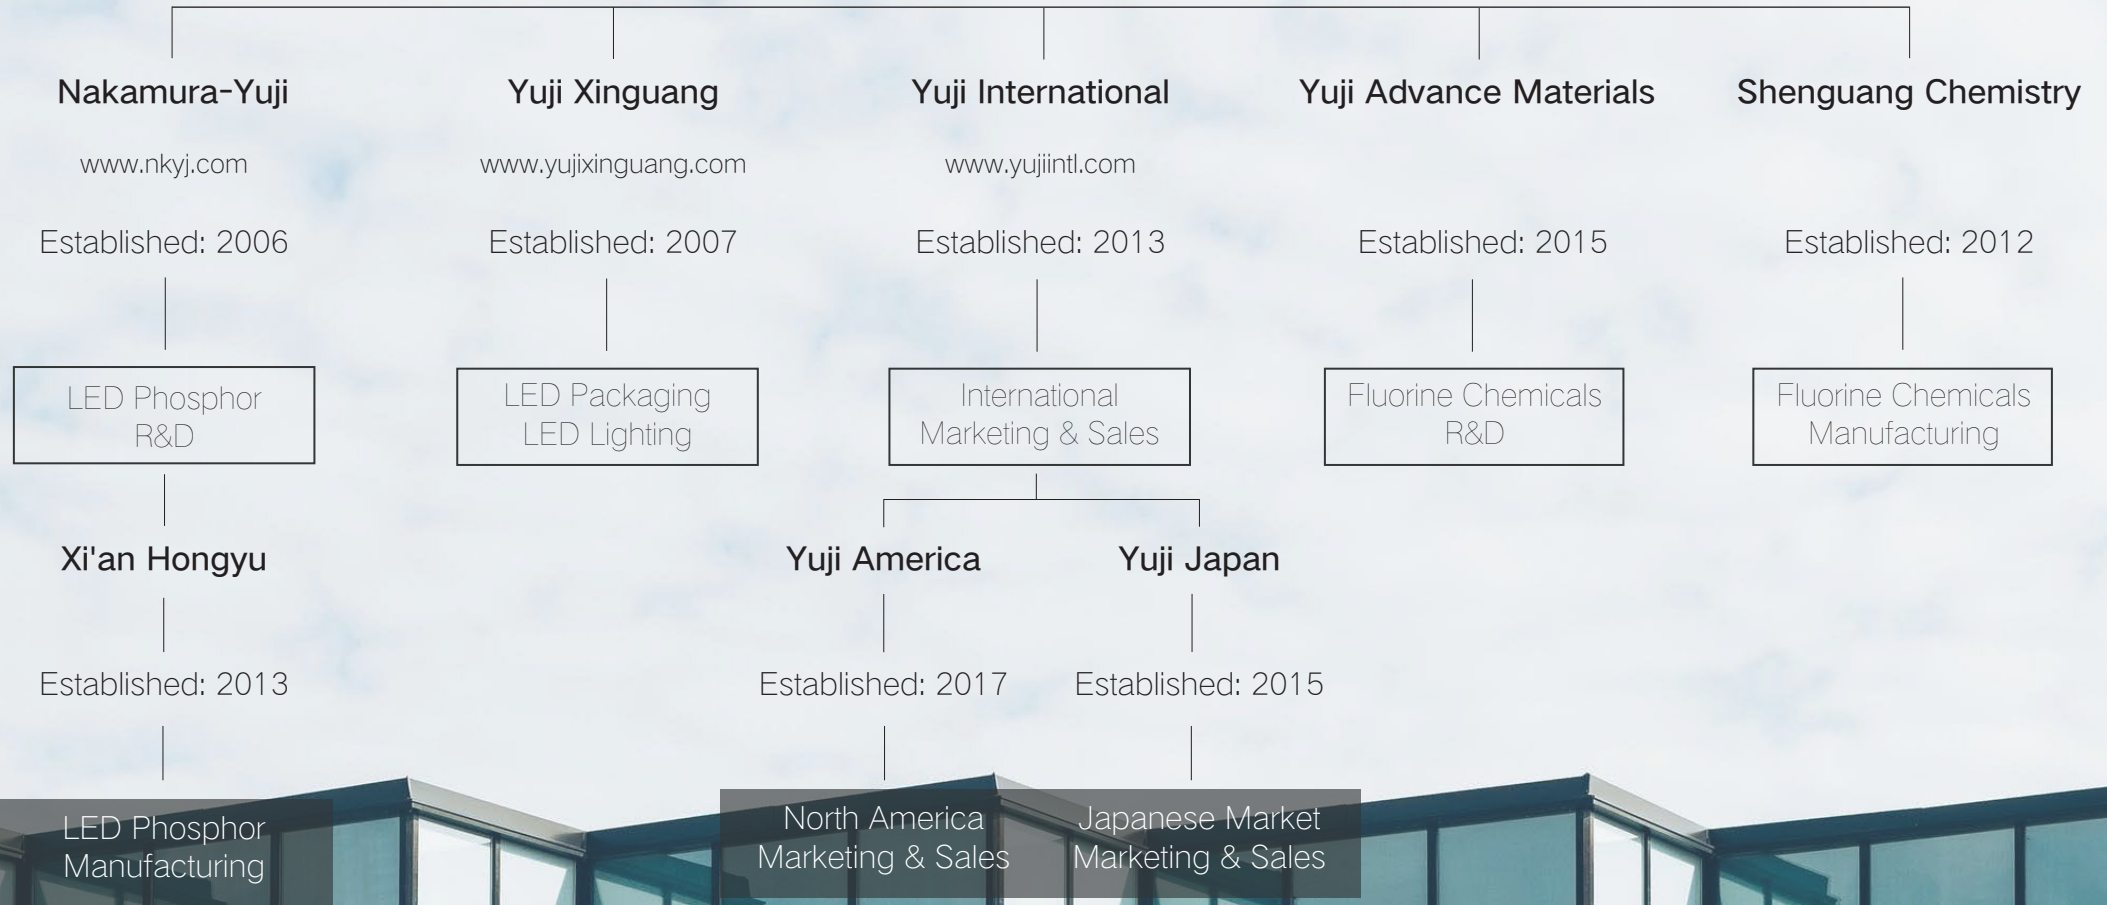 Nakamura-Yuji
Yuji Xinguang
Yuji International
Yuji Advance Materials
Shenguang Chemistry
www.nkyj.com
www.yujixinguang.com
www.yujiintl.com
Established: 2006
Established: 2007
Established: 2013
Established: 2015
Established: 2012
LED Phosphor
R&D
LED Packaging
LED Lighting
International
Marketing & Sales
Fluorine Chemicals
R&D
Fluorine Chemicals
Manufacturing
Xi'an Hongyu
Yuji America
Yuji Japan
Established: 2013
Established: 2017
Established: 2015
LED Phosphor
Manufacturing
North America
Marketing & Sales
Japanese Market
Marketing & Sales